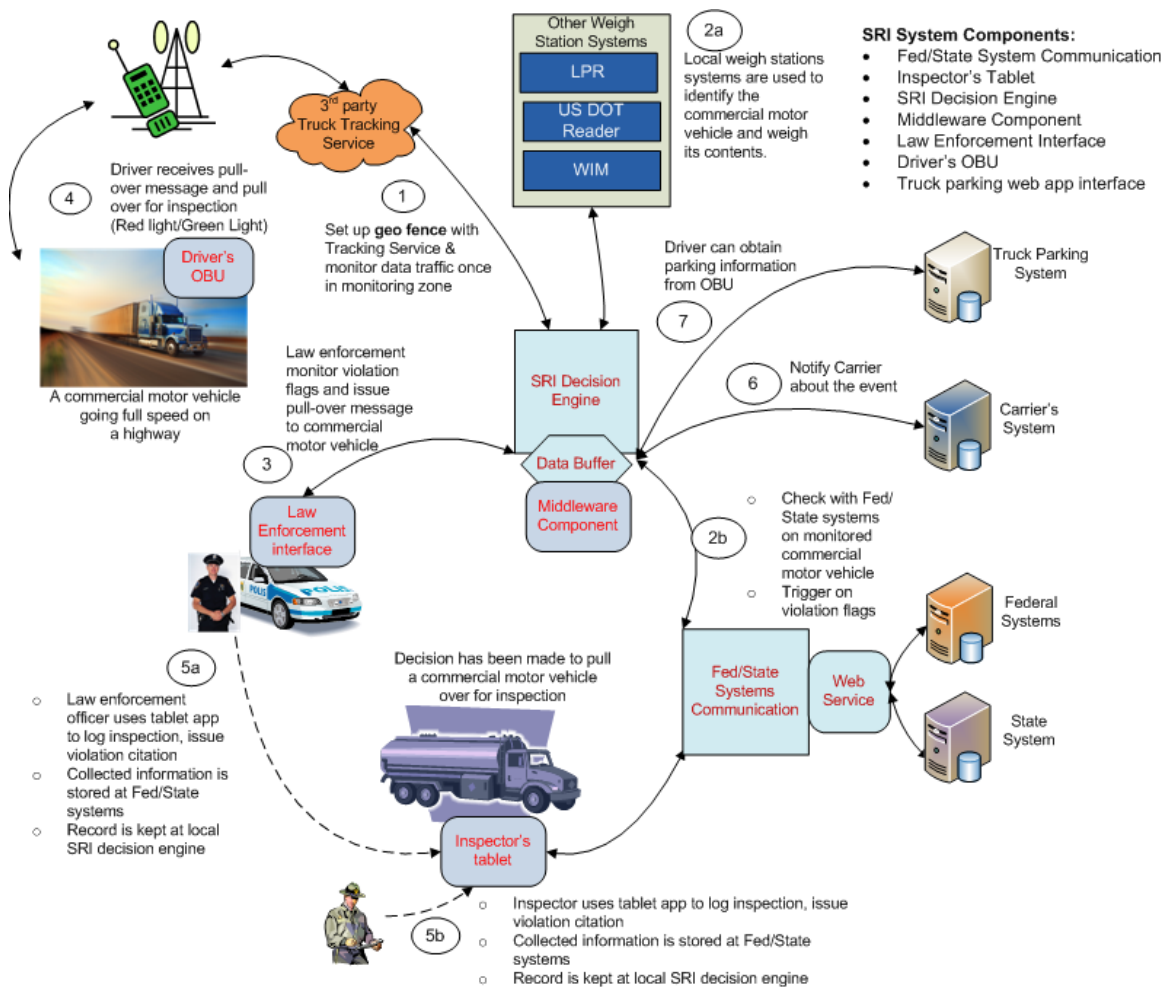 Other Weigh
Station Systems
LPR
US DOT
Reader
WIM
2a
Local weigh stations
systems are used to
identify the
commercial motor
vehicle and weigh
its contents.
SRI System Components:
• Fed/State System Communication
• Inspector's Tablet
• SRI Decision Engine
• Middleware Component
• Law Enforcement Interface
• Driver's OBU
• Truck parking web app interface
3rd party
Truck Tracking
Service
4
Driver receives pull-
over message and pull
over for inspection
(Red light/Green Light)
Driver's
OBU
A commercial motor vehicle
going full speed on
a highway
1
Set up geo fence with
Tracking Service &
monitor data traffic once
in monitoring zone
Driver can obtain
parking information
from OBU
7
Truck Parking
System
SRI Decision
Engine
Data Buffer
Middleware
Component
6
Notify Carrier
about the event
Carrier's
System
Law enforcement
monitor violation
flags and issue
pull-over message
to commercial
motor vehicle
3
Law
Enforcement
interface
POLIS
POLIS
2b
o Check with Fed/
State systems
on monitored
commercial
motor vehicle
o Trigger on
violation flags
Federal
Systems
State
System
Fed/State
Systems
Communication
Web
Service
5a
o Law enforcement
officer uses tablet app
to log inspection, issue
violation citation
o Collected information is
stored at Fed/State
systems
o Record is kept at local
SRI decision engine
Decision has been made to pull
a commercial motor vehicle
over for inspection
Inspector's
tablet
5b
o Inspector uses tablet app to log inspection, issue
violation citation
o Collected information is stored at Fed/State
systems
o Record is kept at local SRI decision engine